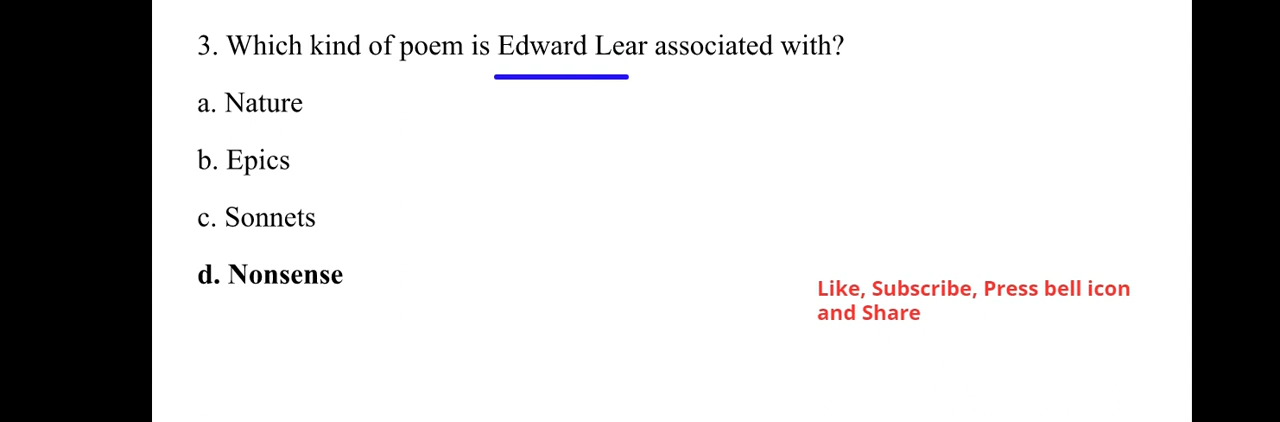 3. Which kind of poem is Edward Lear associated with?
a. Nature
b. Epics
c. Sonnets
d. Nonsense
Like, Subscribe, Press bell icon
and Share